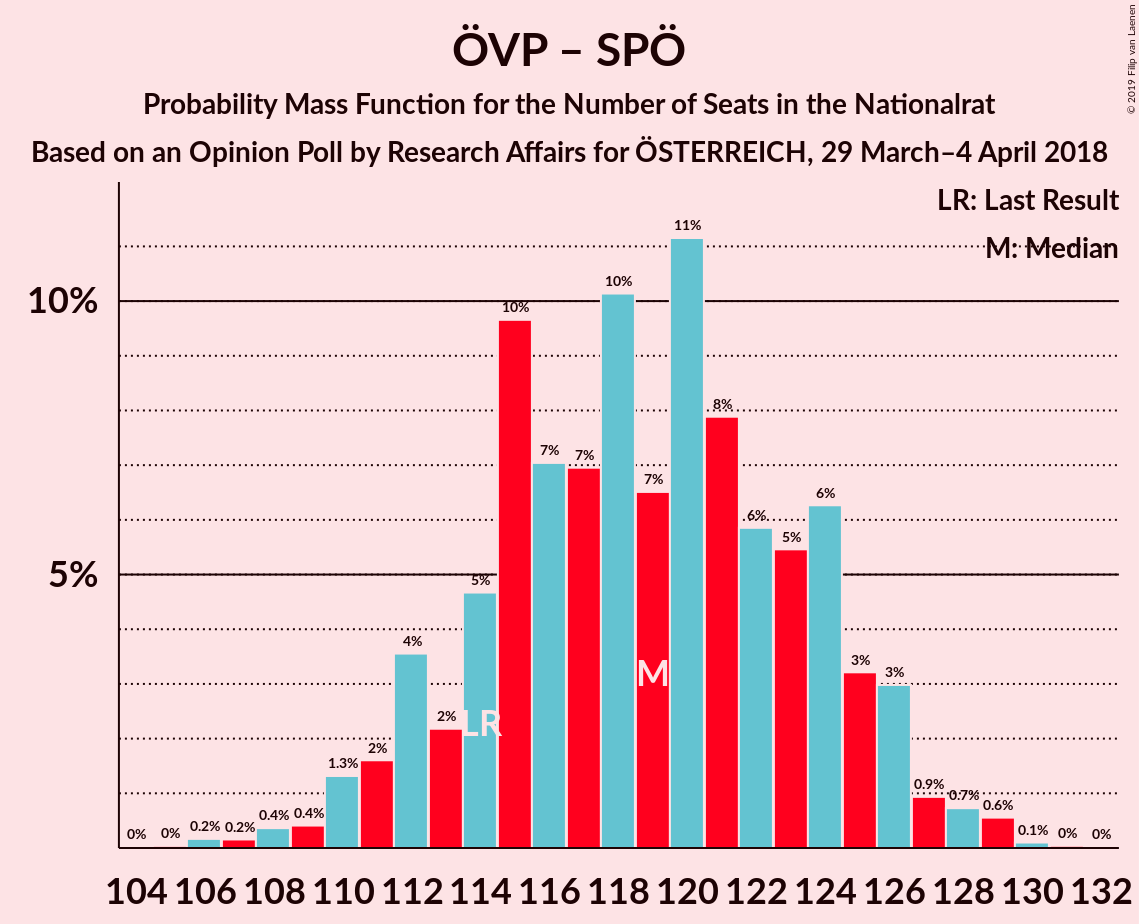 ÖVP – SPÖ
Probability Mass Function for the Number of Seats in the Nationalrat
Based on an Opinion Poll by Research Affairs for ÖSTERREICH, 29 March–4 April 2018
© 2019 Filip van Laenen
LR: Last Result
M: Median
10%
5%
0% 0% 0.2% 0.2% 0.4% 0.4% 1.3% 2% 4% 2% 5% 10% 7% 7% 10% 7% 11% 8% 6% 5% 6% 3% 3% 0.9% 0.7% 0.6% 0.1% 0% 0%
M
LR
104 106 108 110 112 114 116 118 120 122 124 126 128 130 132